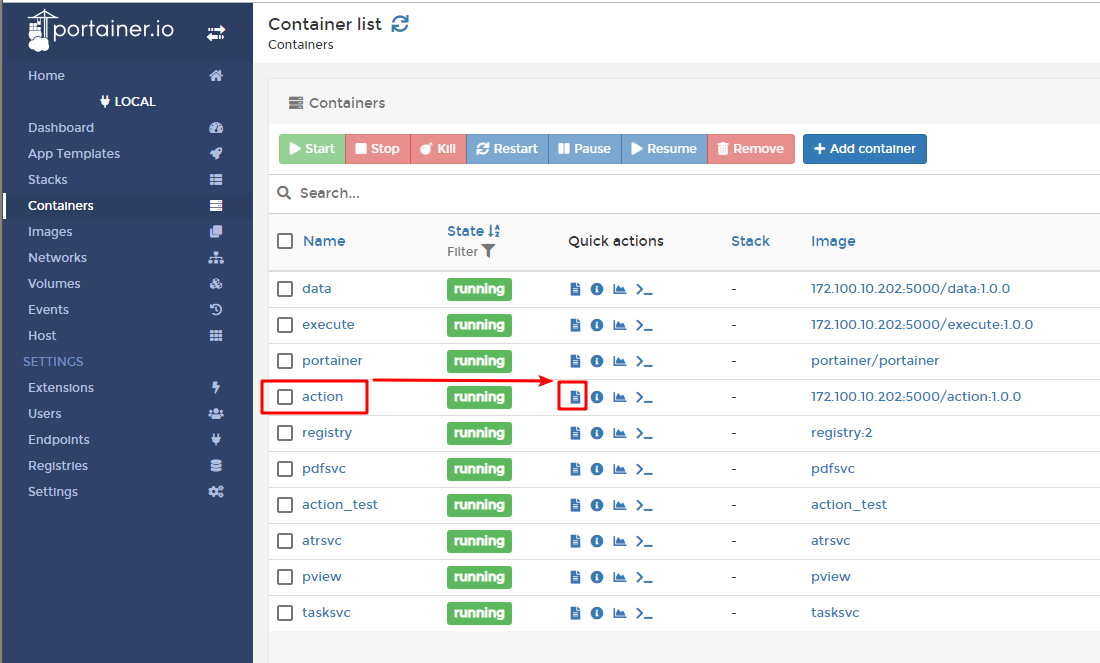 portainer.io
Home
LOCAL
Dashboard
App Templates
Stacks
Containers
Images
Networks
Volumes
Events
Host
SETTINGS
Extensions
Users
Endpoints
Registries
Settings
Container list
Containers
Containers
Start Stop Kill Restart Pause Resume Remove Add container
Search...
Name State Filter Quick actions Stack Image
data running - 172.100.10.202:5000/data:1.0.0
execute running - 172.100.10.202:5000/execute:1.0.0
portainer running - portainer/portainer
action running - 172.100.10.202:5000/action:1.0.0
registry running - registry:2
pdfsvc running - pdfsvc
action_test running - action_test
atrsvc running - atrsvc
pview running - pview
tasksvc running - tasksvc